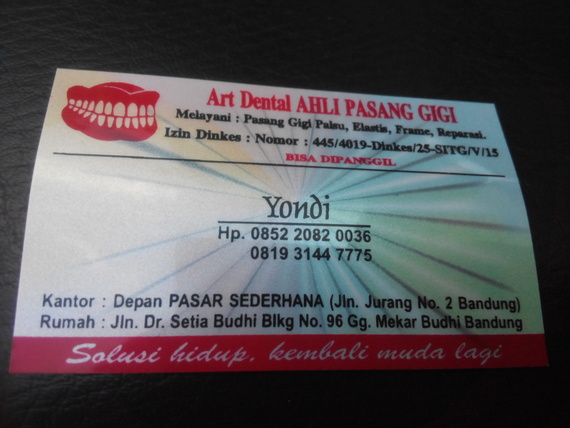 Art Dental AHLI PASANG GIGI
Melayani : Pasang Gigi Palsu, Elastis, Frame, Reparasi.
Izin Dinkes : Nomor : 445/4019-Dinkes/25-SITG/V/15
BISA DIPANGGIL
Yondi
Hp. 0852 2082 0036
0819 3144 7775
Kantor : Depan PASAR SEDERHANA (Jln. Jurang No. 2 Bandung)
Rumah : Jln. Dr. Setia Budhi Blkg No. 96 Gg. Mekar Budhi Bandung
Solusi hidup, kembali muda lagi